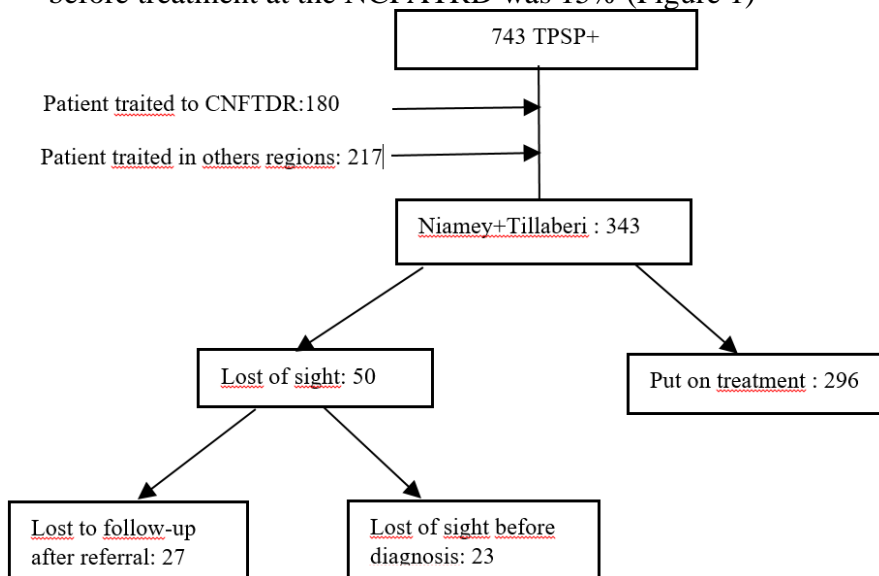 before treatment at the NCFATRD was 15% (Figure 1)
743 TPSP+
Patient traited to CNFTDR:180
Patient traited in others regions: 217
Niamey+Tillaberi : 343
Lost of sight: 50
Put on treatment : 296
Lost to follow-up
after referral: 27
Lost of sight before
diagnosis: 23